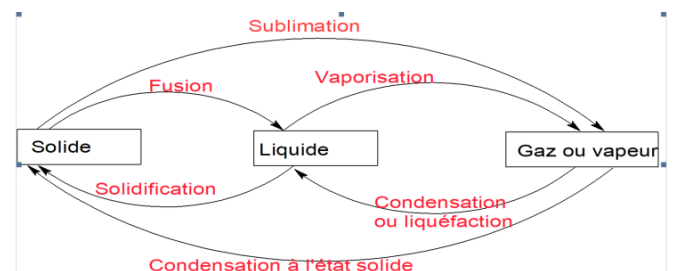 Sublimation
Fusion
Vaporisation
Solide
Liquide
Gaz ou vapeur
Solidification
Condensation
ou liquéfaction
Condensation à l'état solide